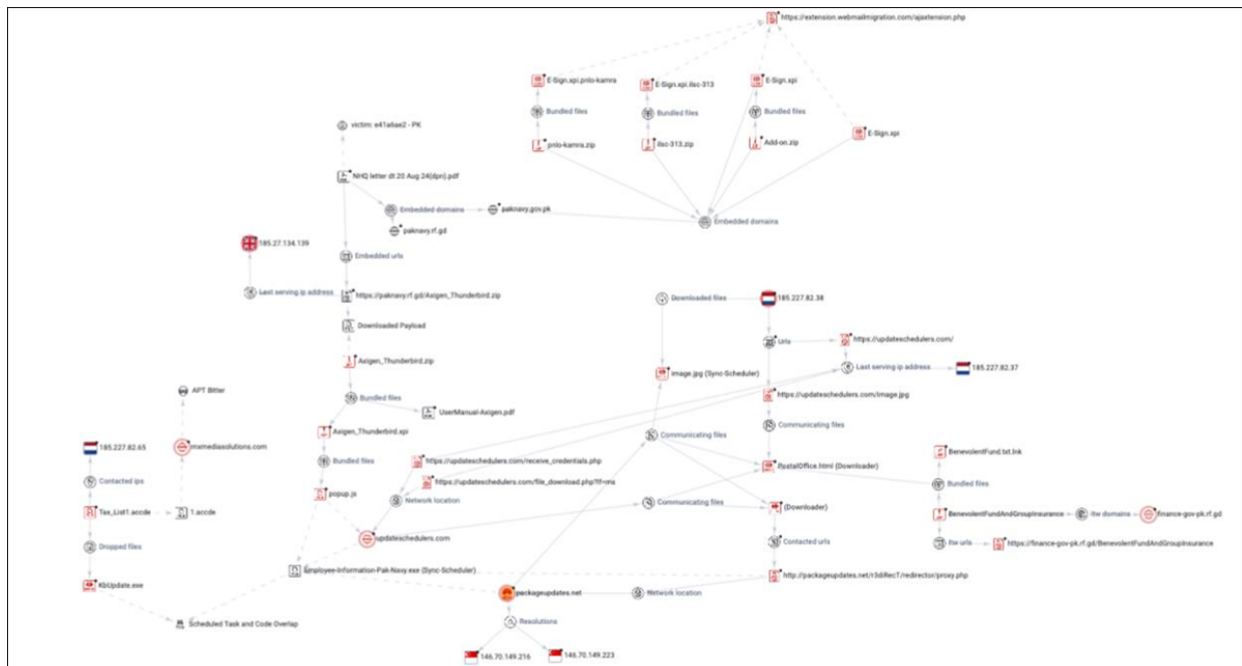 https://extension.webmailmigration.com/ajaxtension.php
E-Sign.xpi.pnlo-kamra
E-Sign.xpi.ilsc-313
E-Sign.xpi
Bundled files
Bundled files
Bundled files
victim: e41a6ae2 - PK
E-Sign.xpi
pnlo-kamra.zip
ilsc-313.zip
Add-on.zip
NHQ letter dt 20 Aug 24(dpn).pdf
Embedded domains
paknavy.gov.pk
Embedded domains
paknavy.rf.gd
185.27.134.139
Embedded urls
Last serving ip address
https://paknavy.rf.gd/Axigen_Thunderbird.zip
Downloaded files
185.227.82.38
Downloaded Payload
Urls
https://updateschedulers.com/
Axigen_Thunderbird.zip
Last serving ip address
185.227.82.37
image.jpg (Sync-Scheduler)
APT Bitter
https://updateschedulers.com/image.jpg
Bundled files
UserManual-Axigen.pdf
Communicating files
Axigen_Thunderbird.xpi
Communicating files
185.227.82.65
mxmediasolutions.com
BenevolentFund.txt.lnk
Bundled files
https://updateschedulers.com/receive_credentials.php
PostalOffice.html (Downloader)
Contacted ips
https://updateschedulers.com/file_download.php?lf=ms
Bundled files
popup.js
Network location
Communicating files
(Downloader)
Tax_List1.accde
1.accde
BenevolentFundAndGroupInsurance
itw domains
finance-gov-pk.rf.gd
updateschedulers.com
Contacted urls
itw urls
https://finance-gov-pk.rf.gd/BenevolentFundAndGroupInsurance
Dropped files
Employee-Information-Pak-Navy.exe (Sync-Scheduler)
http://packageupdates.net/r3diRecT/redirector/proxy.php
KbUpdate.exe
packageupdates.net
Network location
Scheduled Task and Code Overlap
Resolutions
146.70.149.216
146.70.149.223